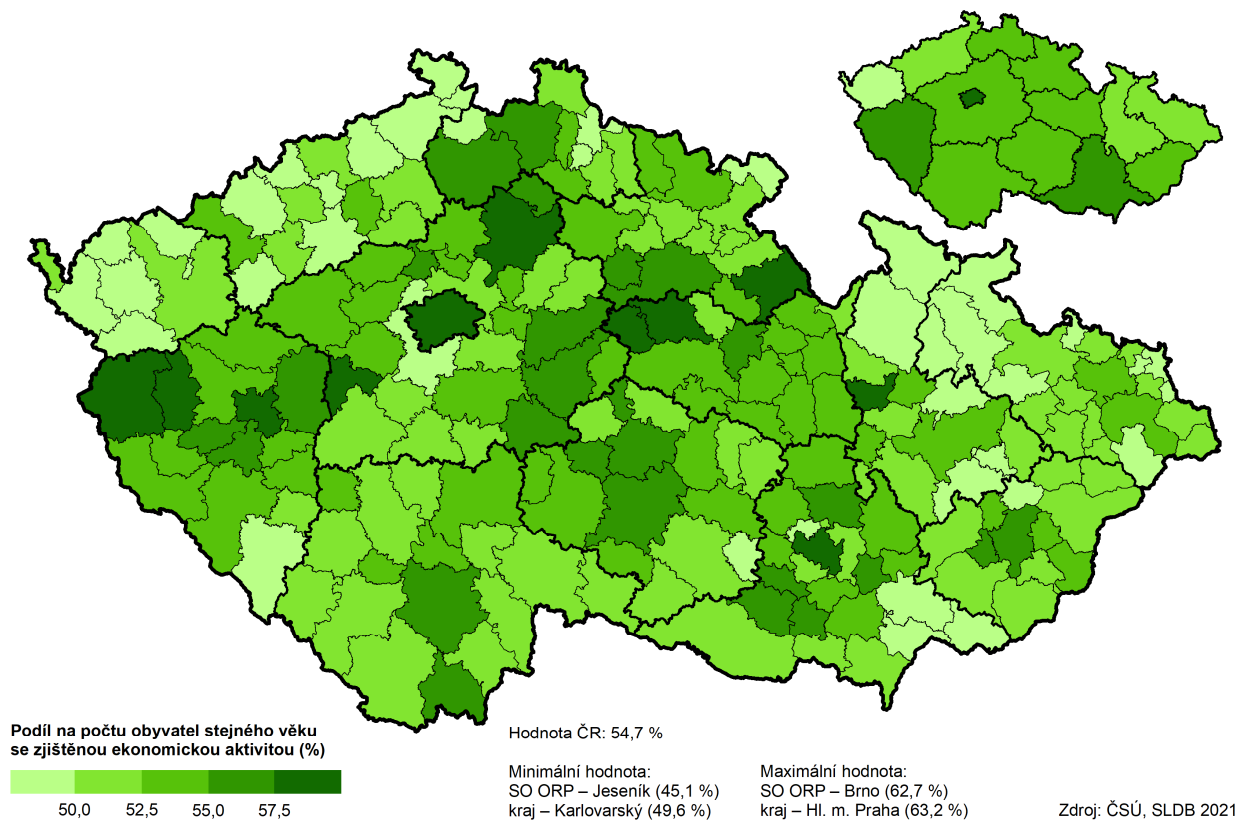 Podíl na počtu obyvatel stejného věku
se zjištěnou ekonomickou aktivitou (%)
50,0 52,5 55,0 57,5
Hodnota ČR: 54,7 %
Minimální hodnota:
SO ORP – Jeseník (45,1 %)
kraj – Karlovarský (49,6 %)
Maximální hodnota:
SO ORP – Brno (62,7 %)
kraj – Hl. m. Praha (63,2 %)
Zdroj: ČSÚ, SLDB 2021